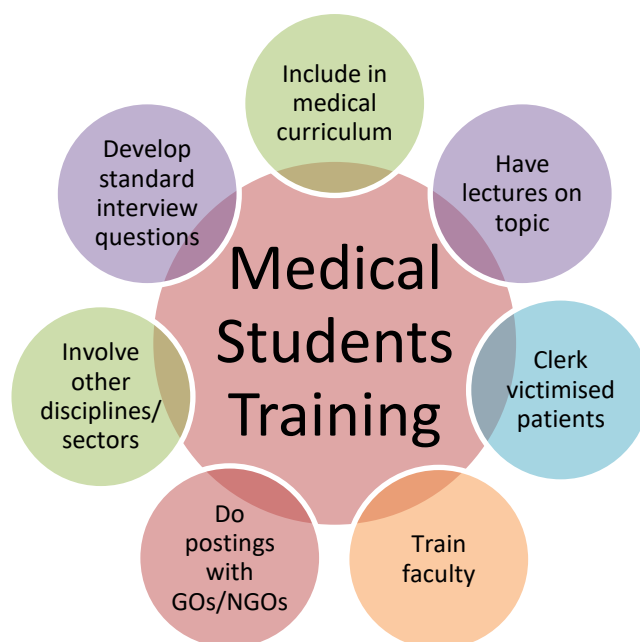 Include in
medical
curriculum
Have
lectures on
topic
Clerk
victimised
patients
Train
faculty
Do
postings
with
GOs/NGOs
Involve
other
disciplines/
sectors
Develop
standard
interview
questions
Medical
Students
Training